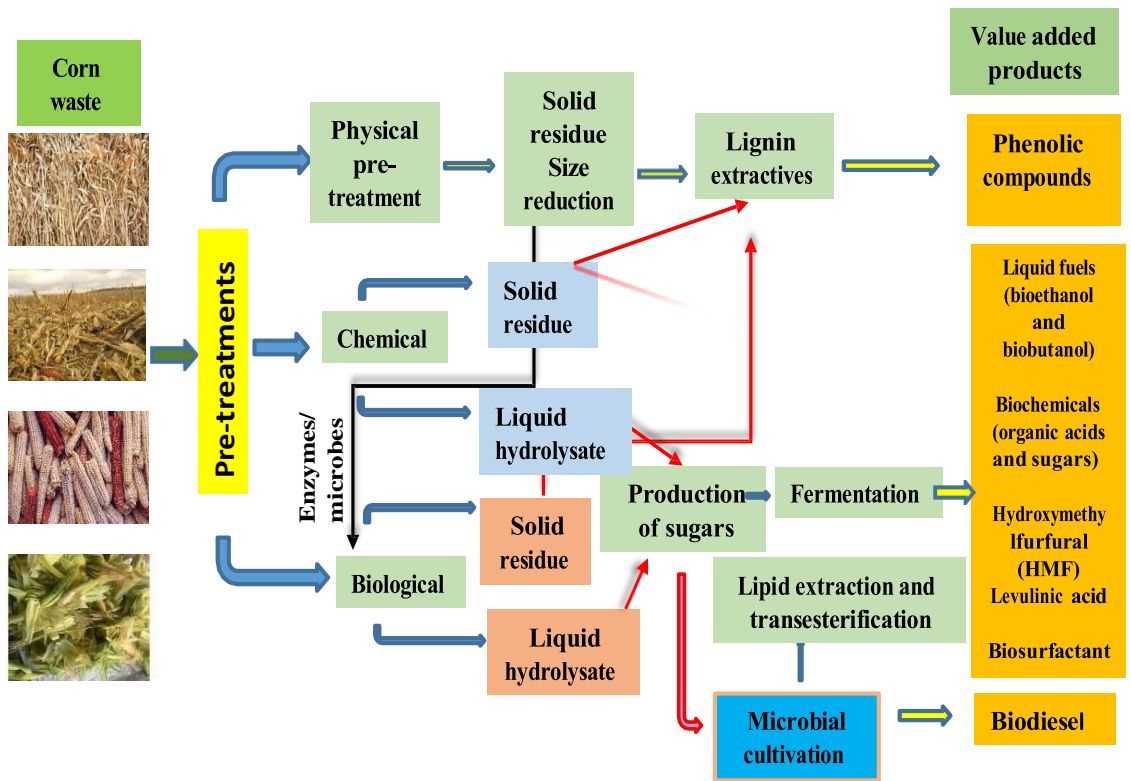 Corn
waste
Pre-treatments
Physical
pre-
treatment
Solid
residue
Size
reduction
Lignin
extractives
Value added
products
Phenolic
compounds
Chemical
Solid
residue
Liquid
hydrolysate
Enzymes/
microbes
Biological
Solid
residue
Liquid
hydrolysate
Production
of sugars
Fermentation
Liquid fuels
(bioethanol
and
biobutanol)
Biochemicals
(organic acids
and sugars)
Hydroxymethy
lfurfural
(HMF)
Levulinic acid
Biosurfactant
Lipid extraction and
transesterification
Microbial
cultivation
Biodiesel